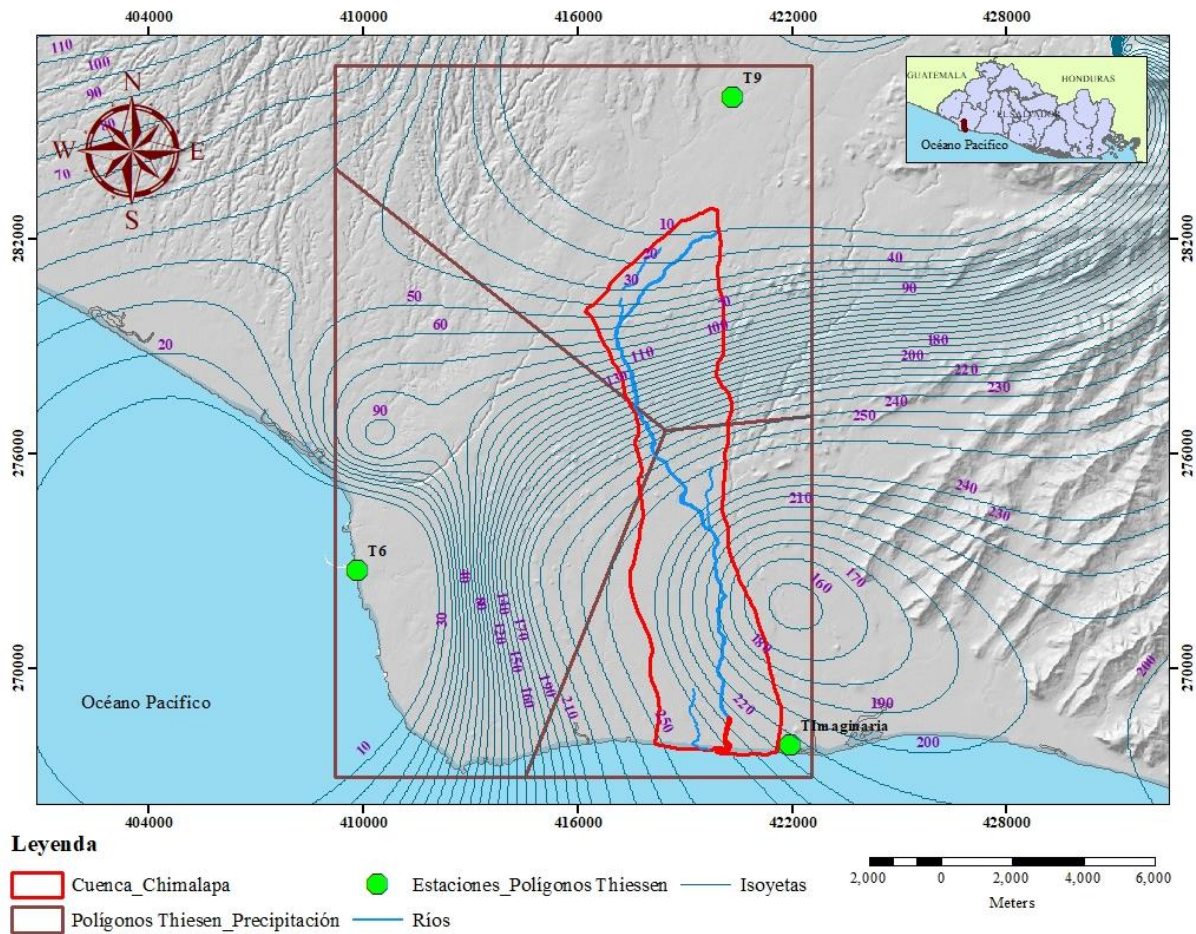 404000 410000 416000 422000 428000
110
100
90
80
70
N
W E
S
T9
GUATEMALA
HONDURAS
EL SALVADOR
Océano Pacífico
282000 282000
10
20
30
40
90
50
60
100
110
130
180
200
220
230
240
250
20
90
276000 276000
210
240
230
T6
160
170
180
40
80
140
170
120
30
150
160
190
210
270000 270000
200
Océano Pacífico
250
220
190
TImaginaria
200
10
404000 410000 416000 422000 428000
Leyenda
Cuenca_Chimalapa
Estaciones_Polígonos Thiessen
Isoyetas
Polígonos Thiesen_Precipitación
Ríos
2,000 0 2,000 4,000 6,000
Meters